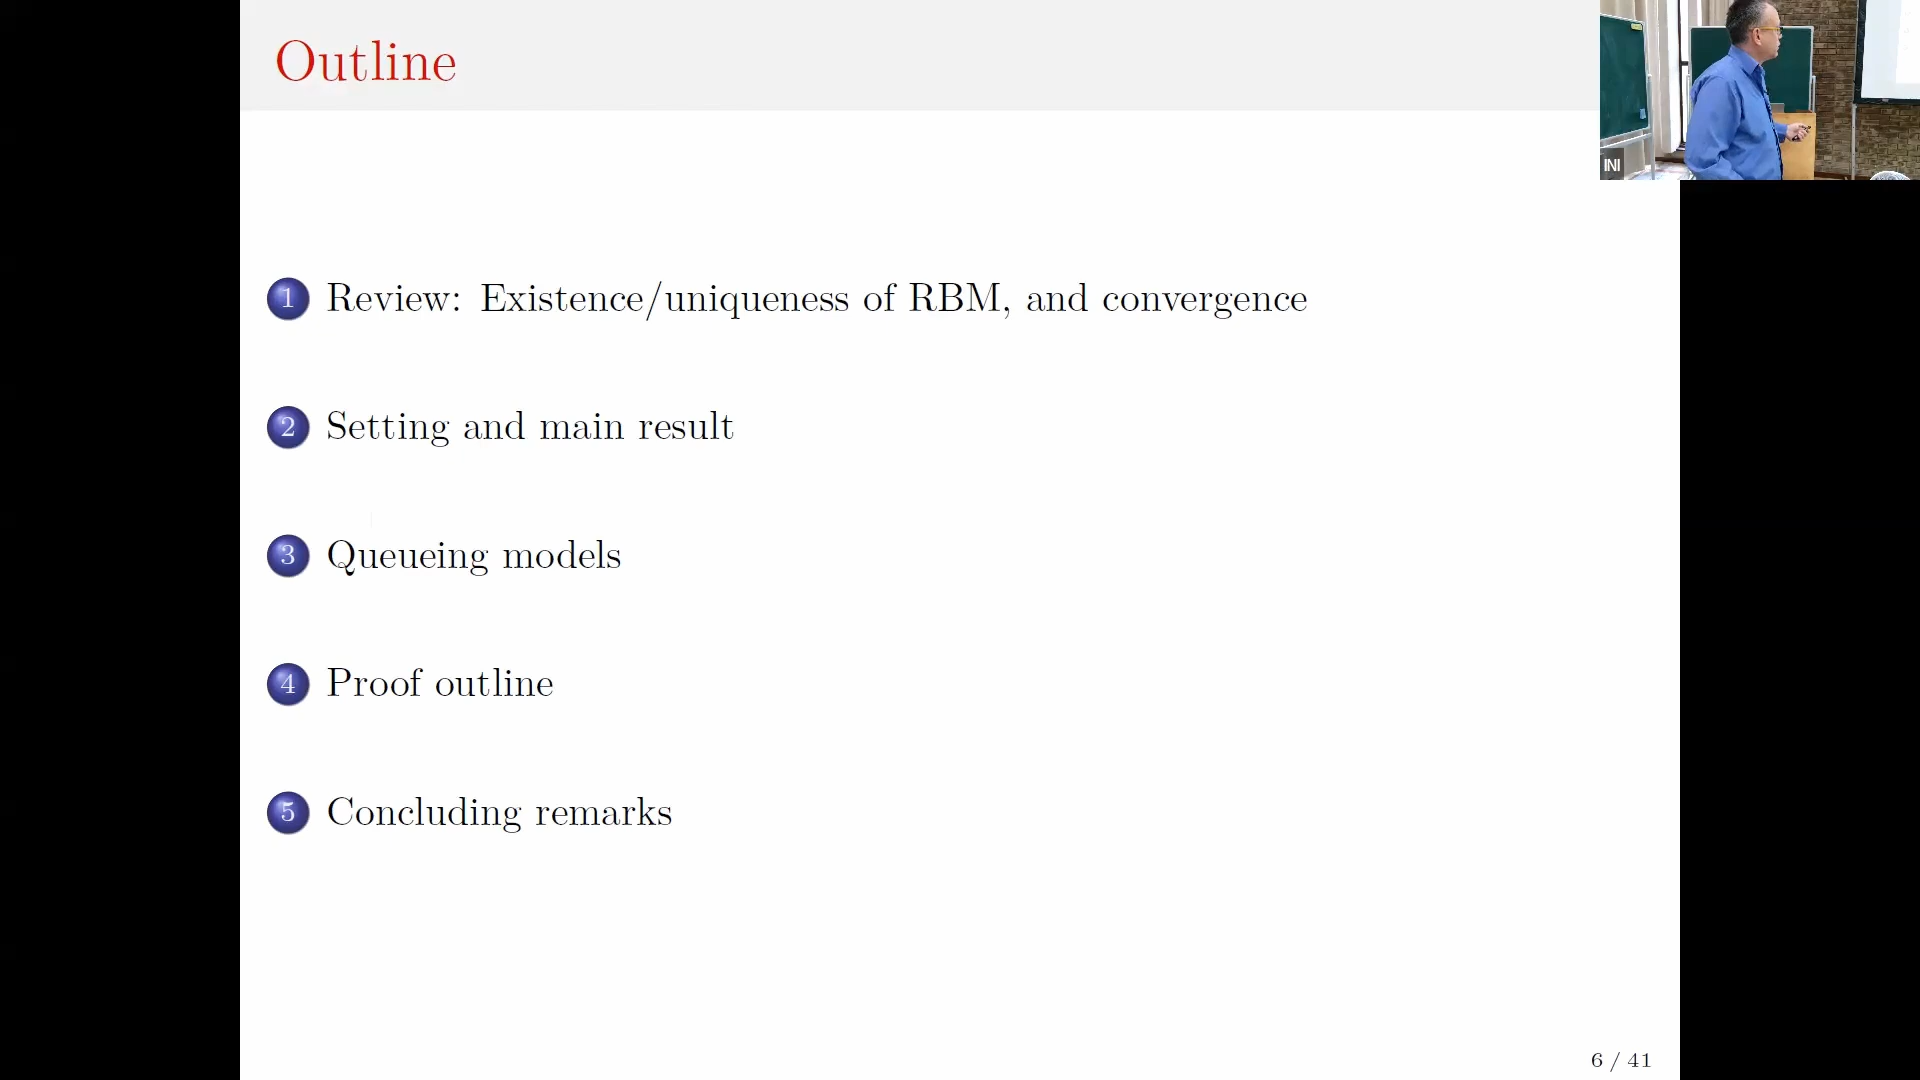 Outline
1 Review: Existence/uniqueness of RBM, and convergence
2 Setting and main result
3 Queueing models
4 Proof outline
5 Concluding remarks
6 / 41
INI